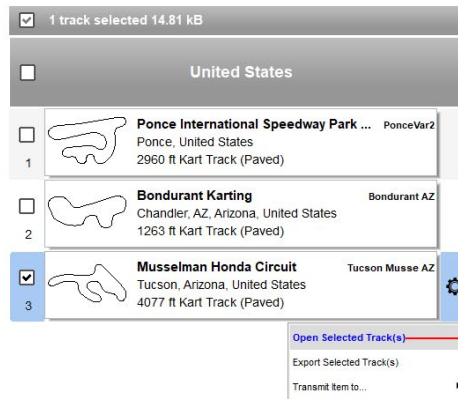 1 track selected 14.81 kB
United States
Ponce International Speedway Park ... PonceVar2
Ponce, United States
2960 ft Kart Track (Paved)
1
Bondurant Karting Bondurant AZ
Chandler, AZ, Arizona, United States
1263 ft Kart Track (Paved)
2
Musselman Honda Circuit Tucson Musse AZ
Tucson, Arizona, United States
4077 ft Kart Track (Paved)
3
Open Selected Track(s)
Export Selected Track(s)
Transmit Item to...